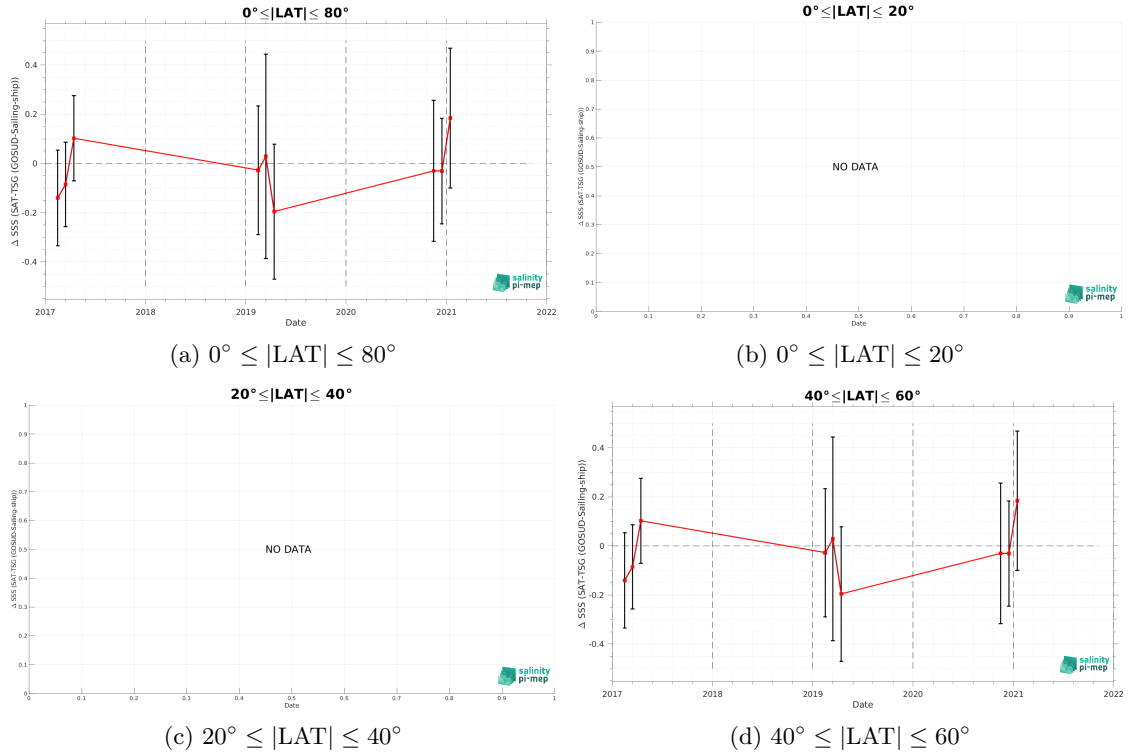 0°≤|LAT|≤ 80°
Δ SSS (SAT-TSG (GOSUD-Sailing-ship))
0.4
0.2
0
-0.2
-0.4
2017 2018 2019 2020 2021 2022
Date
salinity
pi-mep
(a) 0° ≤ |LAT| ≤ 80°
0°≤|LAT|≤ 20°
Δ SSS (SAT-TSG (GOSUD-Sailing-ship))
1
0.9
0.8
0.7
0.6
0.5
0.4
0.3
0.2
0.1
0
NO DATA
0 0.1 0.2 0.3 0.4 0.5 0.6 0.7 0.8 0.9 1
Date
salinity
pi-mep
(b) 0° ≤ |LAT| ≤ 20°
20°≤|LAT|≤ 40°
Δ SSS (SAT-TSG (GOSUD-Sailing-ship))
1
0.9
0.8
0.7
0.6
0.5
0.4
0.3
0.2
0.1
0
NO DATA
0 0.1 0.2 0.3 0.4 0.5 0.6 0.7 0.8 0.9 1
Date
salinity
pi-mep
(c) 20° ≤ |LAT| ≤ 40°
40°≤|LAT|≤ 60°
Δ SSS (SAT-TSG (GOSUD-Sailing-ship))
0.4
0.2
0
-0.2
-0.4
2017 2018 2019 2020 2021 2022
Date
salinity
pi-mep
(d) 40° ≤ |LAT| ≤ 60°